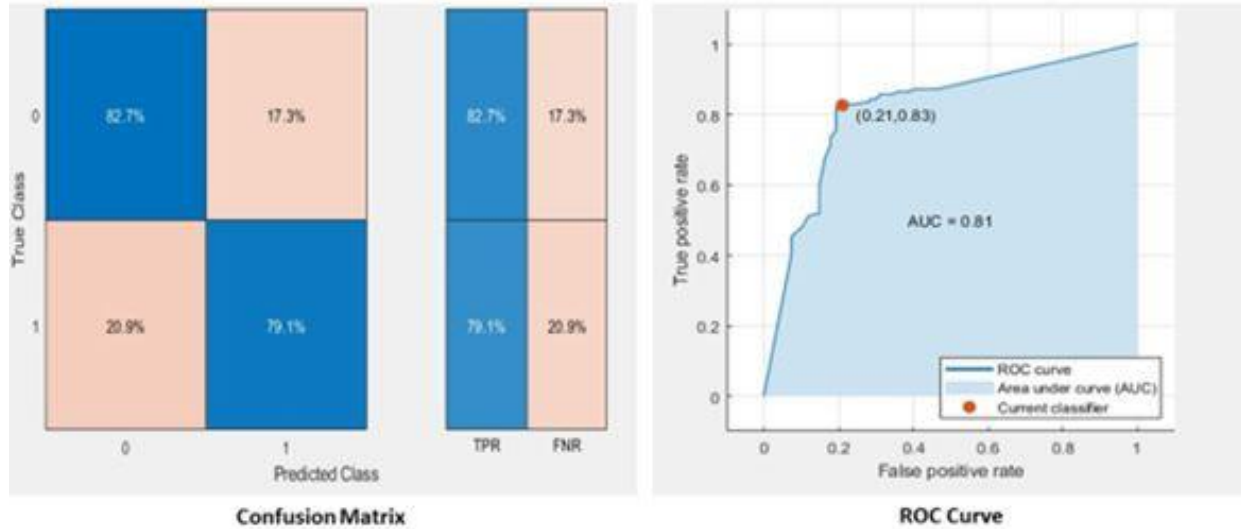 True Class
0
82.7%
17.3%
82.7%
17.3%
1
20.9%
79.1%
79.1%
20.9%
0
1
TPR
FNR
Predicted Class
Confusion Matrix
True positive rate
1
0.8
0.6
0.4
0.2
0
(0.21,0.83)
AUC = 0.81
ROC curve
Area under curve (AUC)
Current classifier
0
0.2
0.4
0.6
0.8
1
False positive rate
ROC Curve